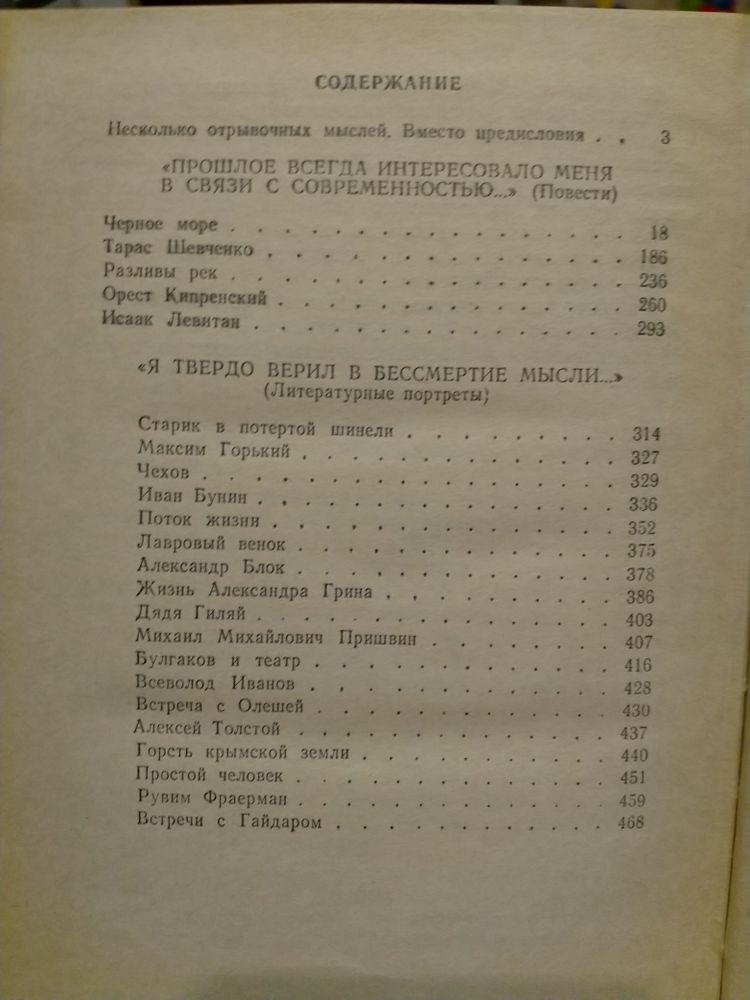 СОДЕРЖАНИЕ
Несколько отрывочных мыслей. Вместо предисловия . . 3
«ПРОШЛОЕ ВСЕГДА ИНТЕРЕСОВАЛО МЕНЯ
В СВЯЗИ С СОВРЕМЕННОСТЬЮ...» (Повести)
Черное море . . . . . . . . . . . . . . . . 18
Тарас Шевченко . . . . . . . . . . . . . . 186
Разливы рек . . . . . . . . . . . . . . . . 236
Орест Кипренский . . . . . . . . . . . . . 260
Исаак Левитан . . . . . . . . . . . . . . . 293
«Я ТВЕРДО ВЕРИЛ В БЕССМЕРТИЕ МЫСЛИ...»
(Литературные портреты)
Старик в потертой шинели . . . . . . . . 314
Максим Горький . . . . . . . . . . . . 327
Чехов . . . . . . . . . . . . . . . . 329
Иван Бунин . . . . . . . . . . . . . . 336
Поток жизни . . . . . . . . . . . . . 352
Лавровый венок . . . . . . . . . . . . 375
Александр Блок . . . . . . . . . . . . 378
Жизнь Александра Грина . . . . . . . . . 386
Дядя Гиляй . . . . . . . . . . . . . . 403
Михаил Михайлович Пришвин . . . . . . . 407
Булгаков и театр . . . . . . . . . . . 416
Всеволод Иванов . . . . . . . . . . . 428
Встреча с Олешей . . . . . . . . . . . 430
Алексей Толстой . . . . . . . . . . . 437
Горсть крымской земли . . . . . . . . . 440
Простой человек . . . . . . . . . . . 451
Рувим Фраерман . . . . . . . . . . . . 459
Встречи с Гайдаром . . . . . . . . . . 468